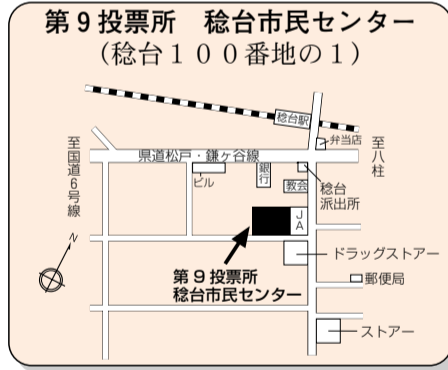 第9投票所　稔台市民センター
（稔台１００番地の１）
稔台駅
弁当店
至八柱
至国道6号線
県道松戸・鎌ヶ谷線
ビル
銀行
教会
稔台
派出所
JA
N
ドラッグストアー
第9投票所
稔台市民センター
郵便局
ストアー